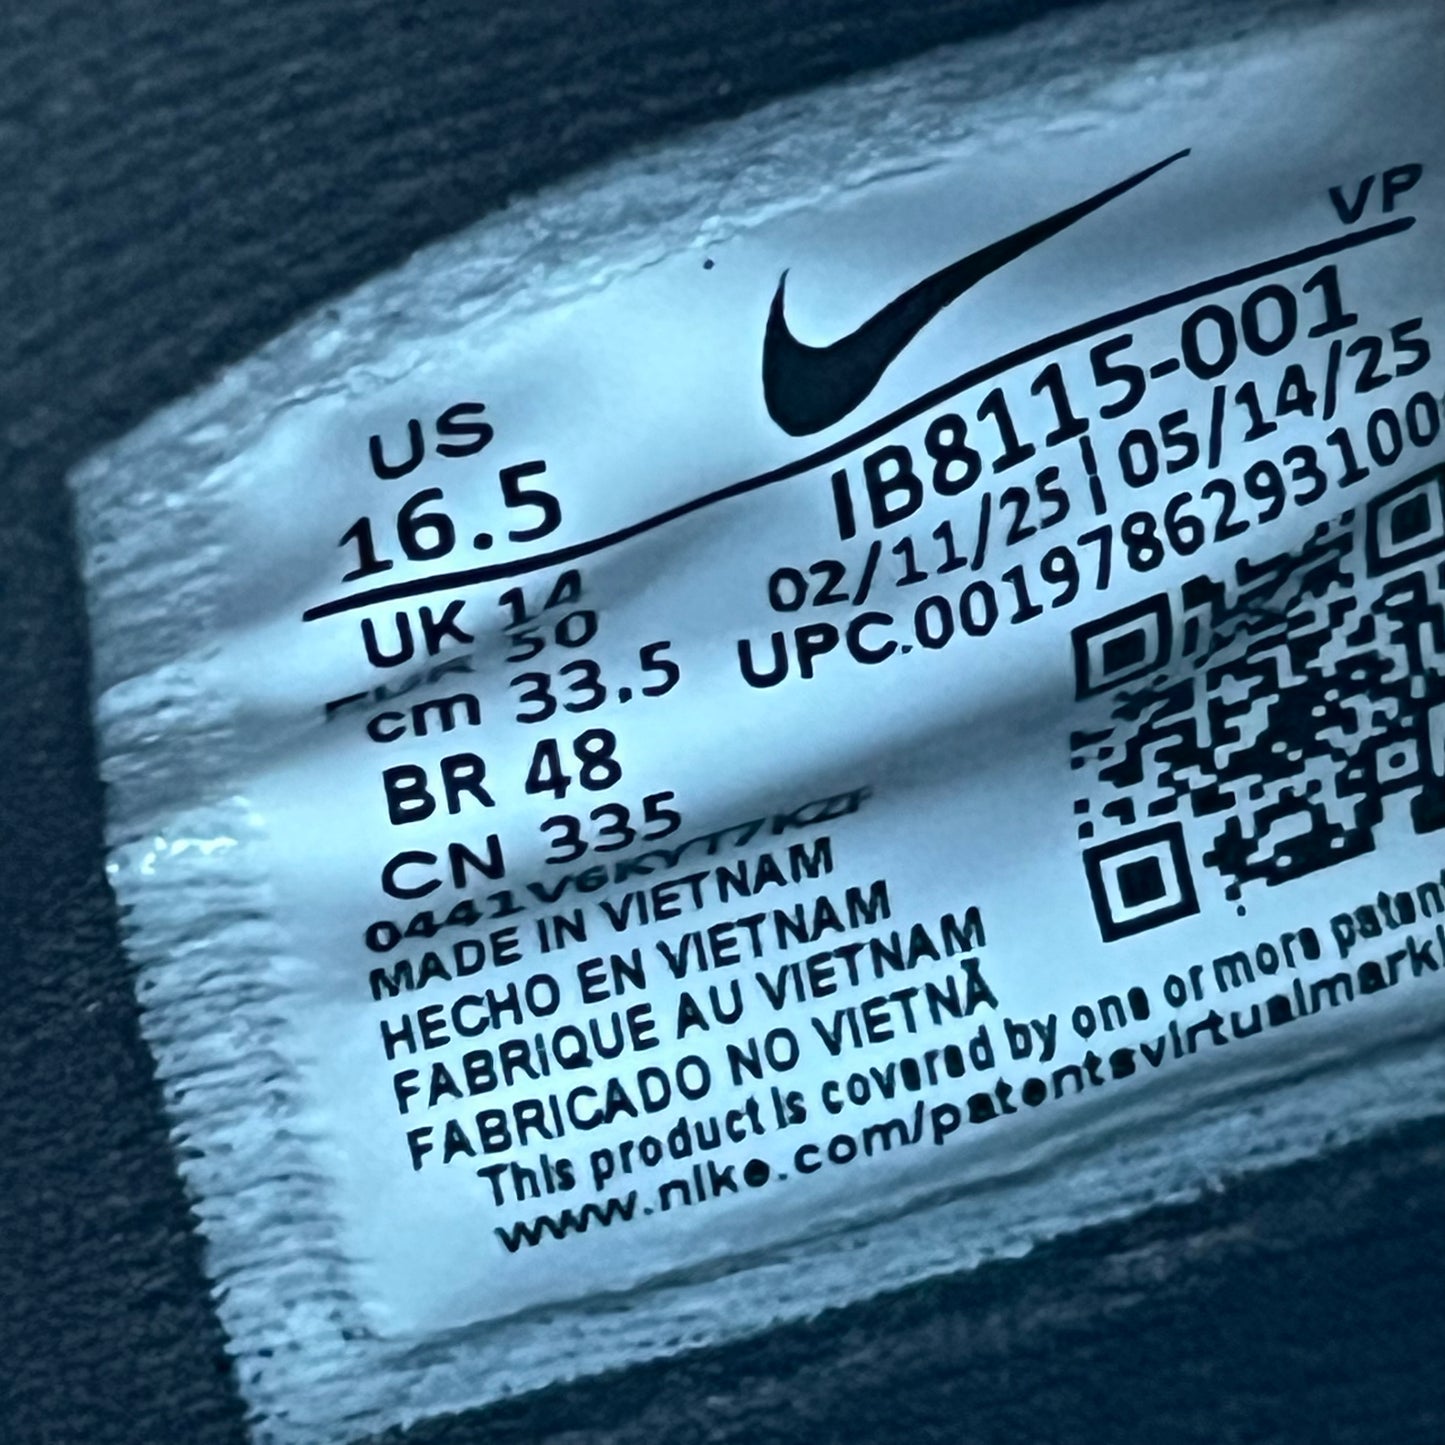 VP
US
16.5
IB8115-001
02/11/25 | 05/14/25
UPC.0019786293100
UK 14
EUR 50
cm 33.5
BR 48
CN 335
MADE IN VIETNAM
HECHO EN VIETNAM
FABRIQUE AU VIETNAM
FABRICADO NO VIETNÃ
This product is covered by one or more
www.nike.com/patentsvirtualmark